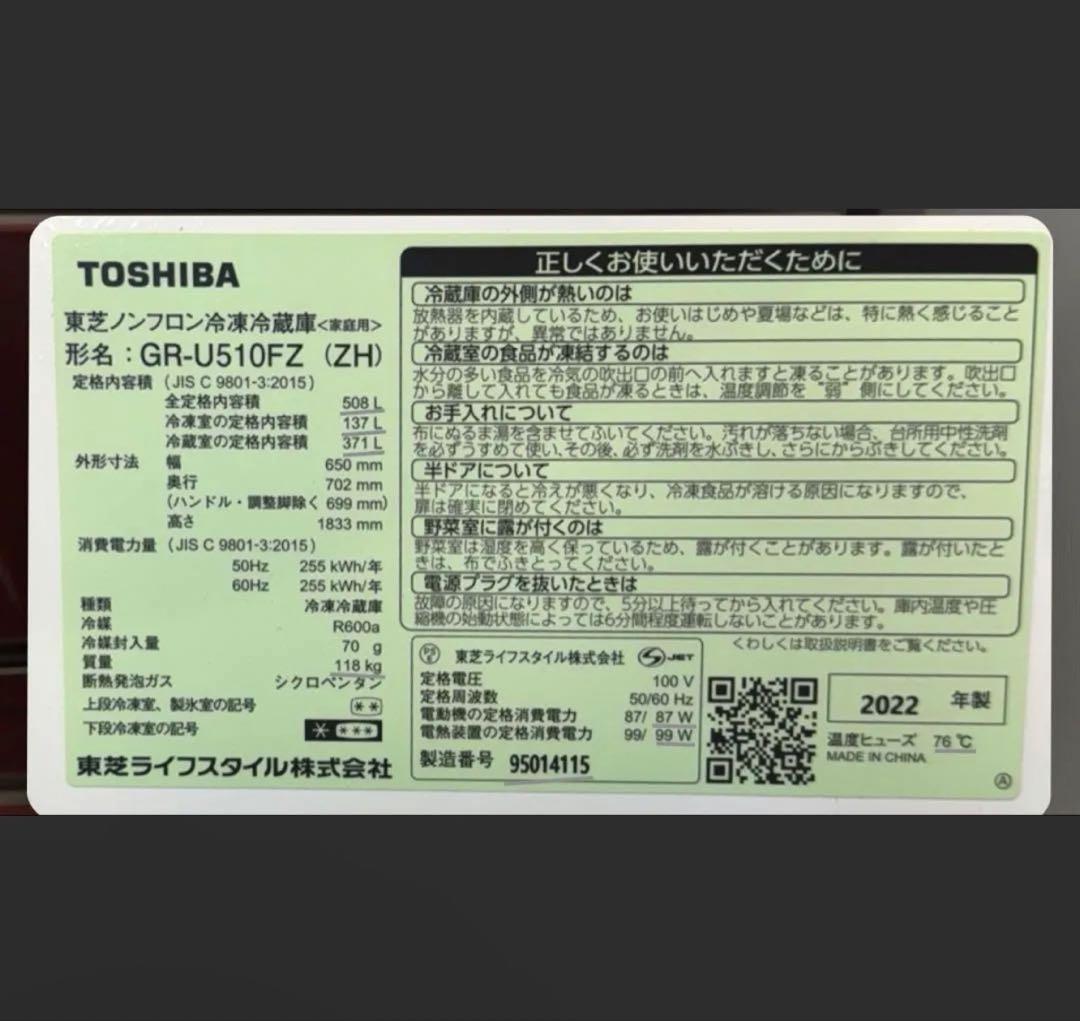 TOSHIBA
東芝ノンフロン冷凍冷蔵庫<家庭用>
形名：GR-U510FZ (ZH)
定格内容積 (JIS C 9801-3:2015)
全定格内容積 508 L
冷凍室の定格内容積 137 L
冷蔵室の定格内容積 371 L
外形寸法 幅 650 mm
奥行 702 mm
(ハンドル・調整脚除く 699 mm)
高さ 1833 mm
消費電力量 (JIS C 9801-3:2015)
50Hz 255 kWh/年
60Hz 255 kWh/年
種類 冷凍冷蔵庫
冷媒 R600a
冷媒封入量 70 g
質量 118 kg
断熱発泡ガス シクロペンタン
上段冷凍室、製氷室の記号 **
下段冷凍室の記号 * ***
東芝ライフスタイル株式会社
正しくお使いいただくために
冷蔵庫の外側が熱いのは
放熱器を内蔵しているため、お使いはじめや夏場などは、特に熱く感じること
がありますが、異常ではありません。
冷蔵室の食品が凍結するのは
水分の多い食品を冷気の吹出口の前へ入れますと凍ることがあります。吹出口
から離して入れても食品が凍るときは、温度調節を“弱”側にしてください。
お手入れについて
布にぬるま湯を含ませてふいてください。汚れが落ちない場合、台所用中性洗剤
を必ずうすめて使い、その後、必ず洗剤を水ぶきし、さらにからぶきしてください。
半ドアについて
半ドアになると冷えが悪くなり、冷凍食品が溶ける原因になりますので、
扉は確実に閉めてください。
野菜室に露が付くのは
野菜室は湿度を高く保っているため、露が付くことがあります。露が付いたと
きは、布でふきとってください。
電源プラグを抜いたときは
故障の原因になりますので、5分以上待ってから入れてください。庫内温度や圧
縮機の始動状態によっては6分間程度運転しないことがあります。
くわしくは取扱説明書をご覧ください。
PSE 東芝ライフスタイル株式会社 JET
定格電圧 100 V
定格周波数 50/60 Hz
電動機の定格消費電力 87/ 87 W
電熱装置の定格消費電力 99/ 99 W
製造番号 95014115
2022 年製
温度ヒューズ 76 ℃
MADE IN CHINA
Ⓐ